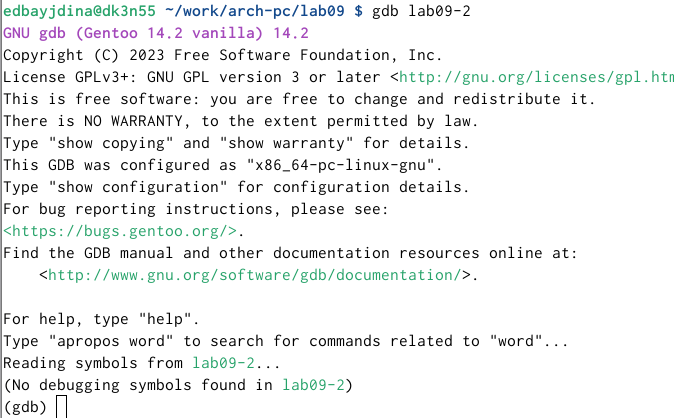 edbayjdina@dk3n55 ~/work/arch-pc/lab09 $ gdb lab09-2
GNU gdb (Gentoo 14.2 vanilla) 14.2
Copyright (C) 2023 Free Software Foundation, Inc.
License GPLv3+: GNU GPL version 3 or later <http://gnu.org/licenses/gpl.htm
This is free software: you are free to change and redistribute it.
There is NO WARRANTY, to the extent permitted by law.
Type "show copying" and "show warranty" for details.
This GDB was configured as "x86_64-pc-linux-gnu".
Type "show configuration" for configuration details.
For bug reporting instructions, please see:
<https://bugs.gentoo.org/>.
Find the GDB manual and other documentation resources online at:
    <http://www.gnu.org/software/gdb/documentation/>.

For help, type "help".
Type "apropos word" to search for commands related to "word"...
Reading symbols from lab09-2...
(No debugging symbols found in lab09-2)
(gdb)